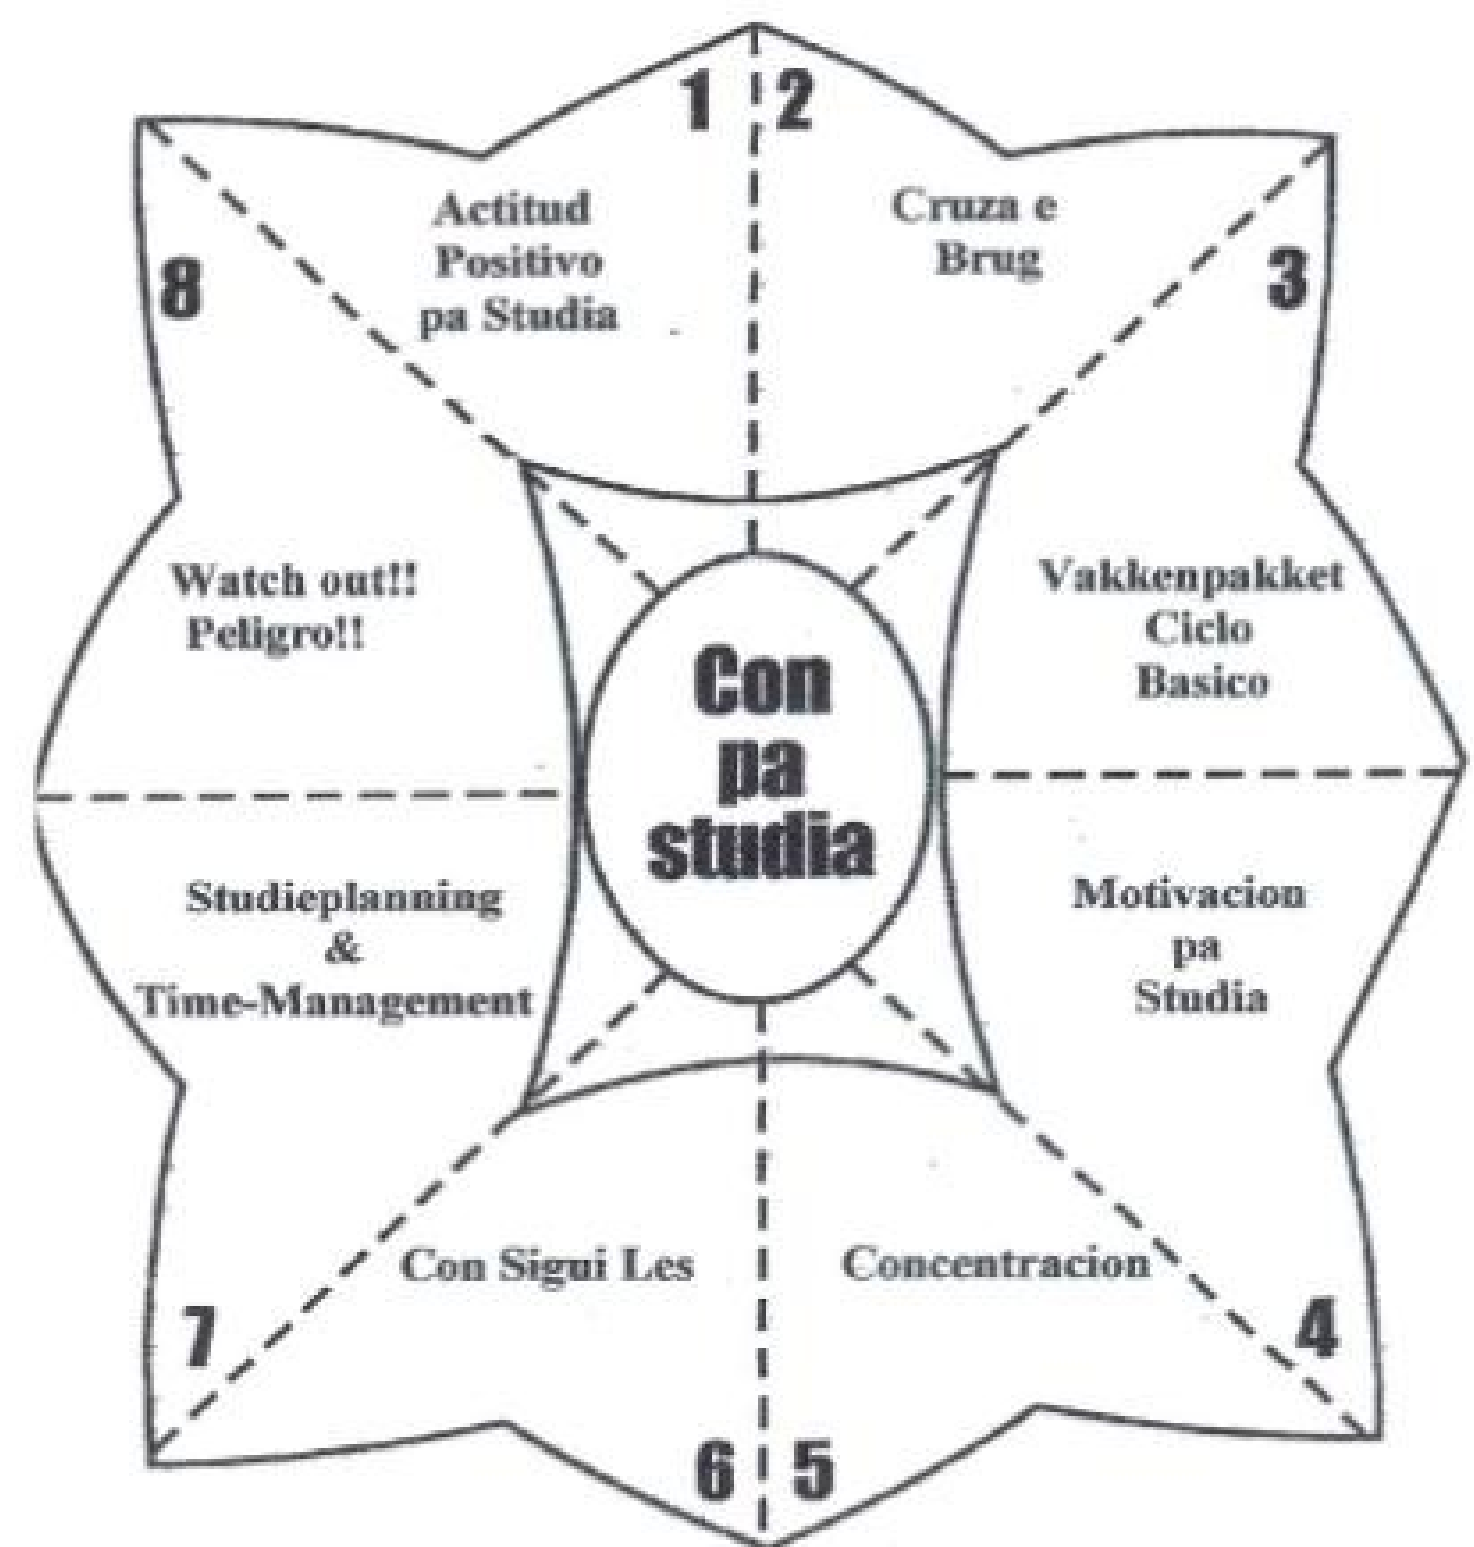 1
Actitud
Positivo
pa Studia
2
Cruza e
Brug
3
Vakkenpakket
Ciclo
Basico
4
Motivacion
pa
Studia
5
Concentracion
6
Con Sigui Les
7
Studieplanning
&
Time-Management
8
Watch out!!
Peligro!!
Con
pa
studia